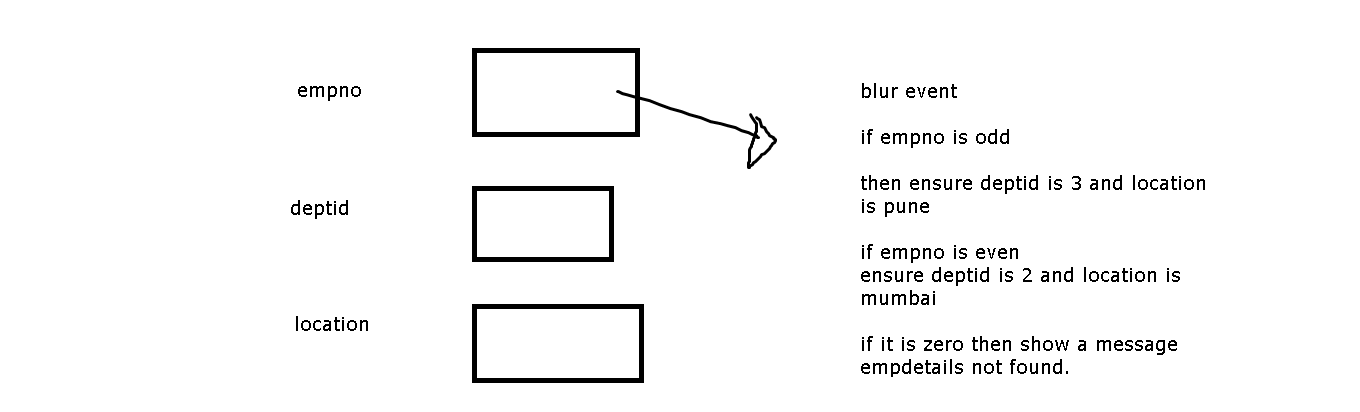 empno
deptid
location
blur event
if empno is odd
then ensure deptid is 3 and location
is pune
if empno is even
ensure deptid is 2 and location is
mumbai
if it is zero then show a message
empdetails not found.